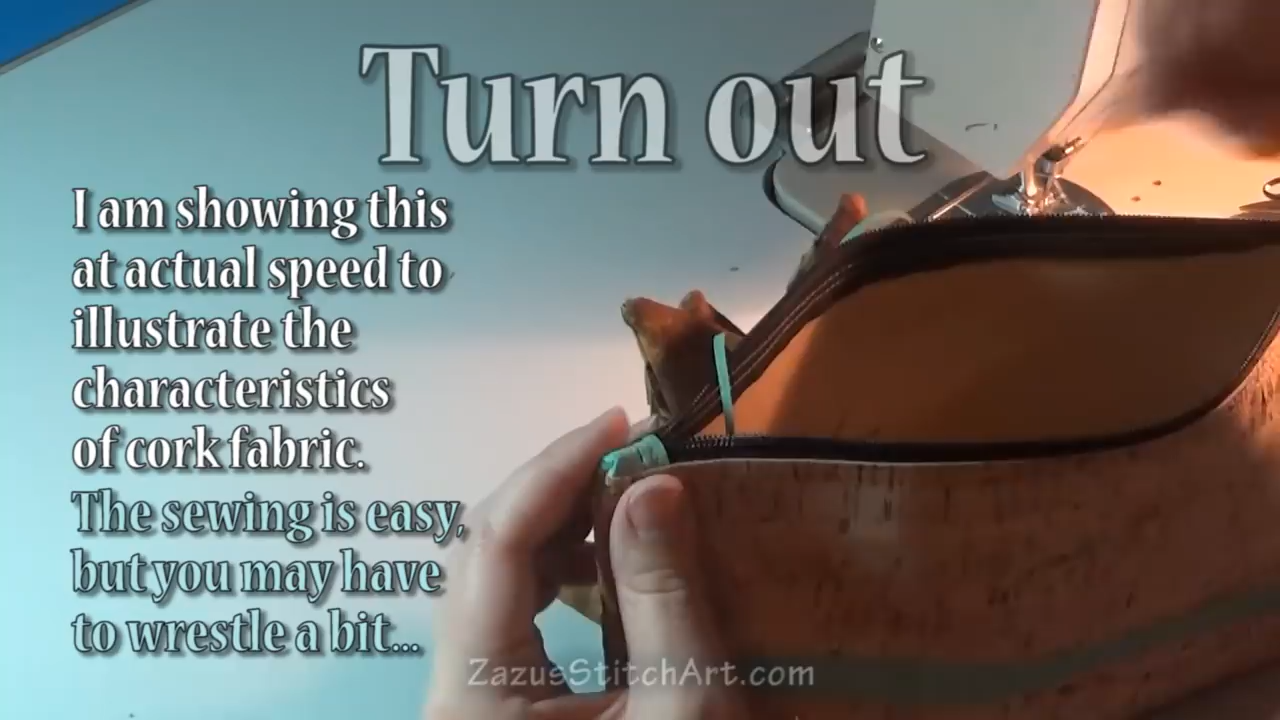 Turn out
I am showing this
at actual speed to
illustrate the
characteristics
of cork fabric.
The sewing is easy,
but you may have
to wrestle a bit...
ZazusStitchArt.com